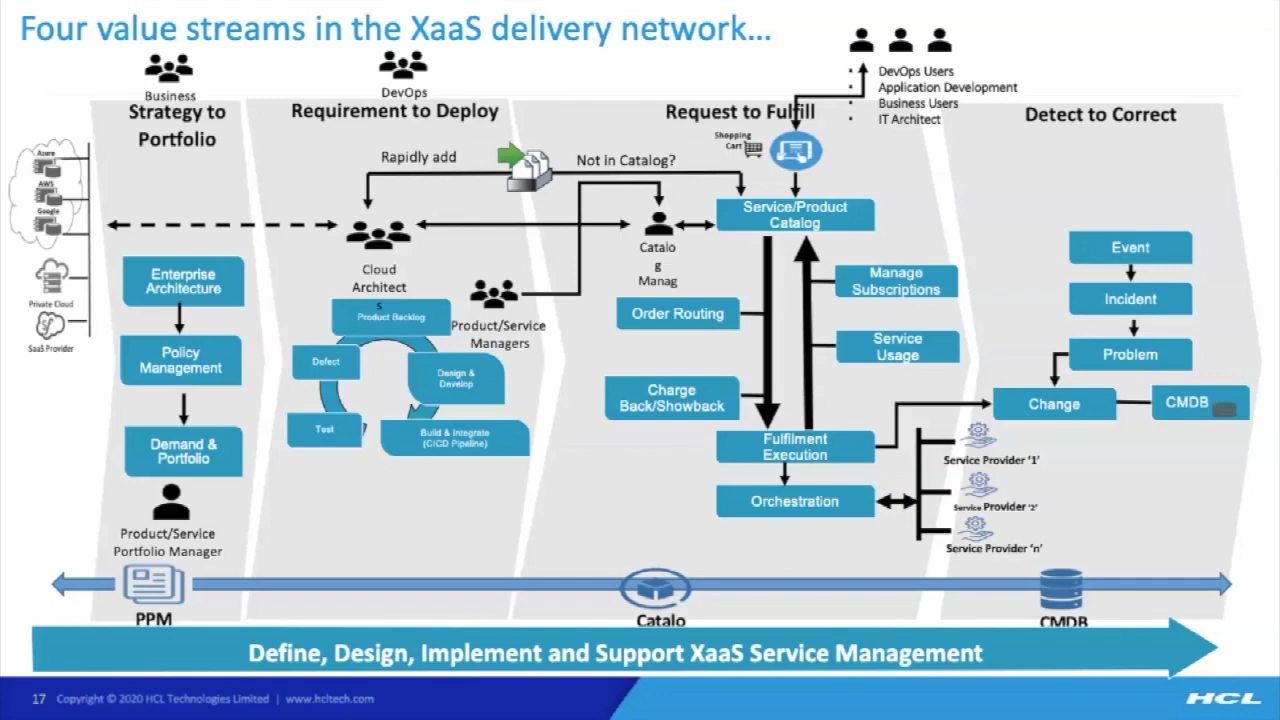 Four value streams in the XaaS delivery network...
Business
DevOps
DevOps Users
Application Development
Business Users
IT Architect
Strategy to
Portfolio
Requirement to Deploy
Request to Fulfill
Detect to Correct
Shopping
Cart
Rapidly add
Not in Catalog?
Azure
AWS
Google
Private Cloud
SaaS Provider
Service/Product
Catalog
Catalo
g
Manag
Cloud
Architect
s
Product/Service
Managers
Enterprise
Architecture
Policy
Management
Demand &
Portfolio
Product/Service
Portfolio Manager
Product Backlog
Defect
Design &
Develop
Test
Build & Integrate
(CICD Pipeline)
Order Routing
Charge
Back/Showback
Manage
Subscriptions
Service
Usage
Fulfilment
Execution
Orchestration
Event
Incident
Problem
Change
CMDB
Service Provider '1'
Service Provider '2'
Service Provider 'n'
PPM
Catalo
CMDB
Define, Design, Implement and Support XaaS Service Management
17 Copyright © 2020 HCL Technologies Limited | www.hcltech.com
HCL